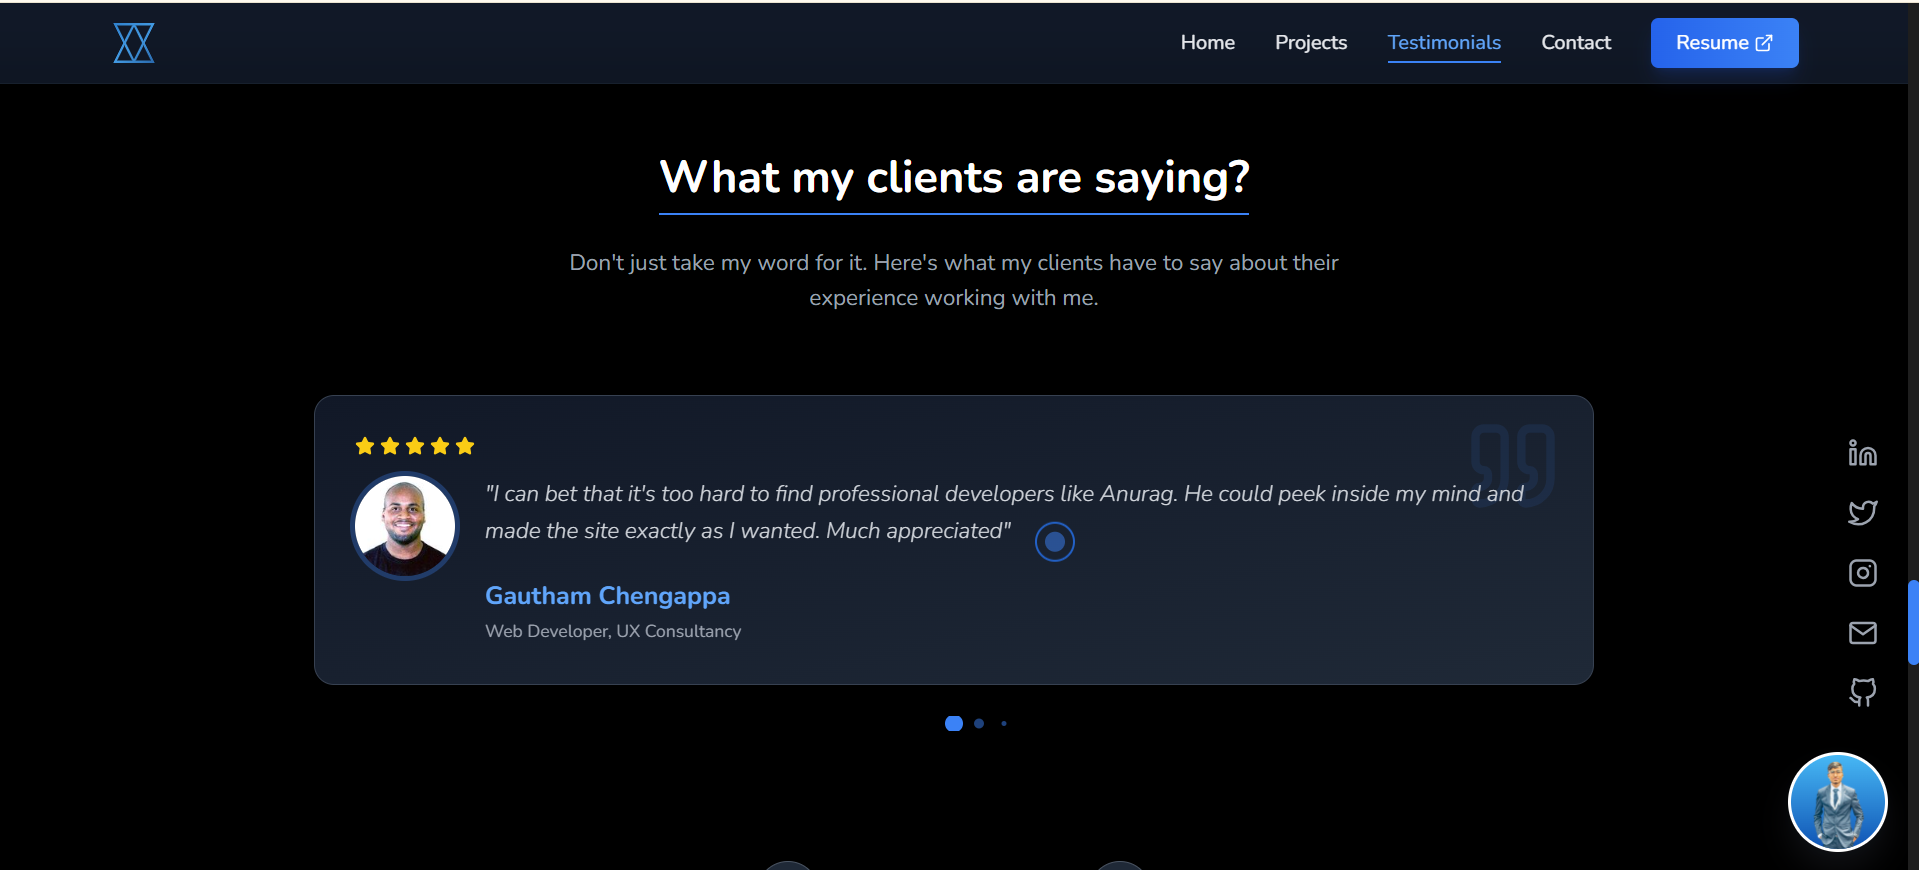 Home Projects Testimonials Contact Resume
What my clients are saying?
Don't just take my word for it. Here's what my clients have to say about their
experience working with me.
"I can bet that it's too hard to find professional developers like Anurag. He could peek inside my mind and
made the site exactly as I wanted. Much appreciated"
Gautham Chengappa
Web Developer, UX Consultancy